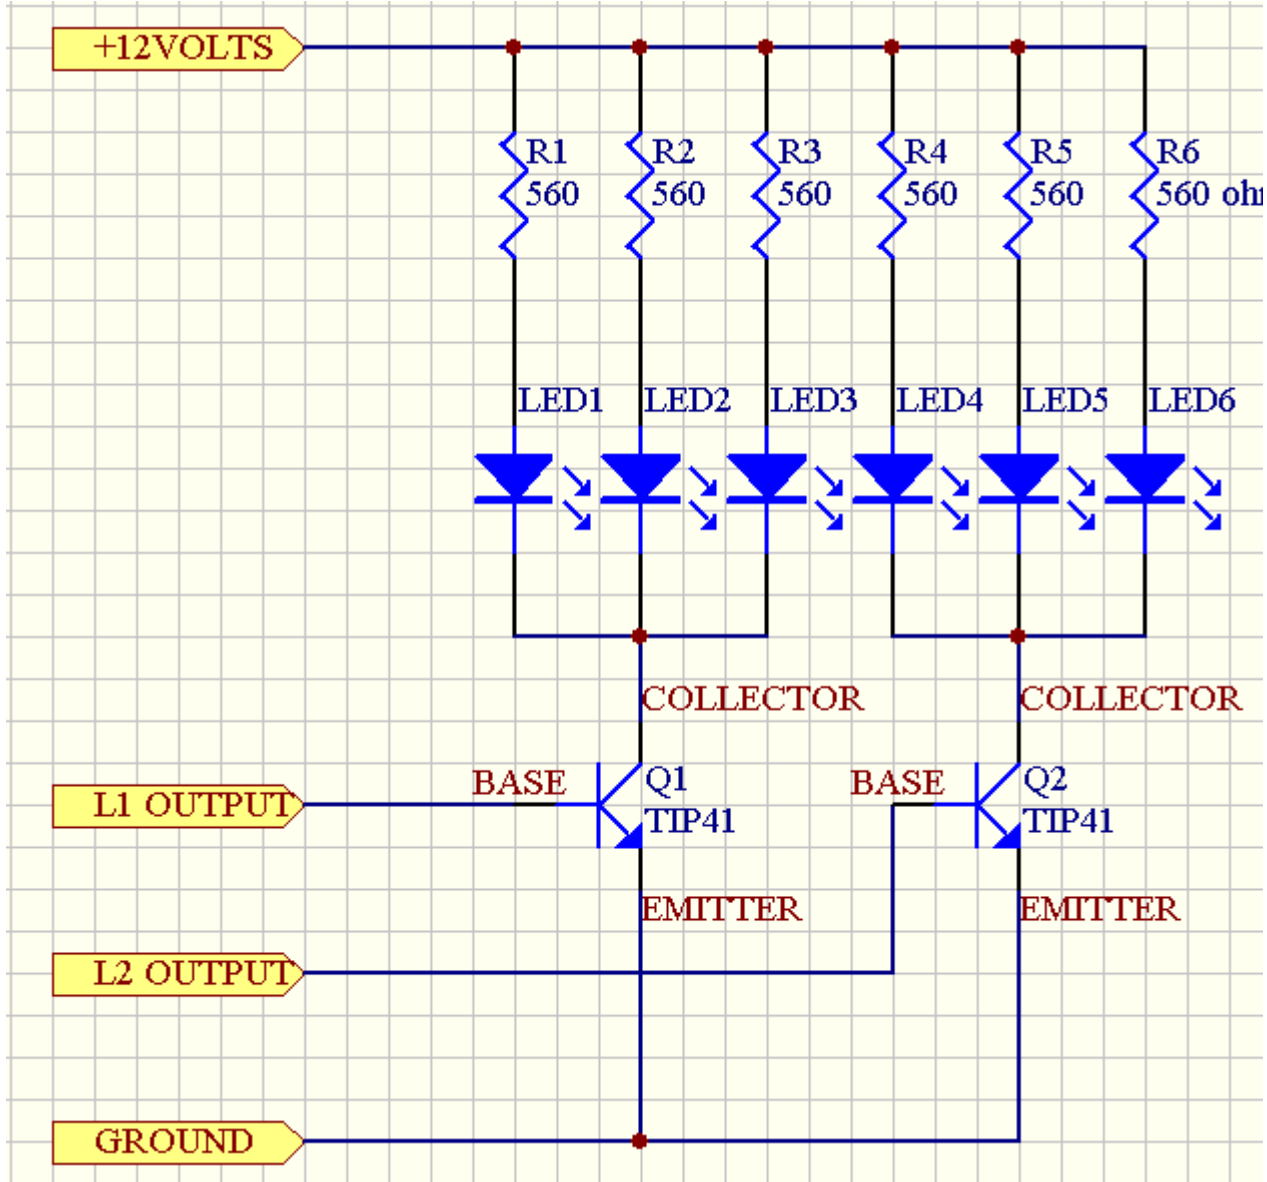 +12VOLTS
R1 R2 R3 R4 R5 R6
560 560 560 560 560 560 ohm
LED1 LED2 LED3 LED4 LED5 LED6
COLLECTOR COLLECTOR
BASE Q1 BASE Q2
L1 OUTPUT TIP41 TIP41
EMITTER EMITTER
L2 OUTPUT
GROUND